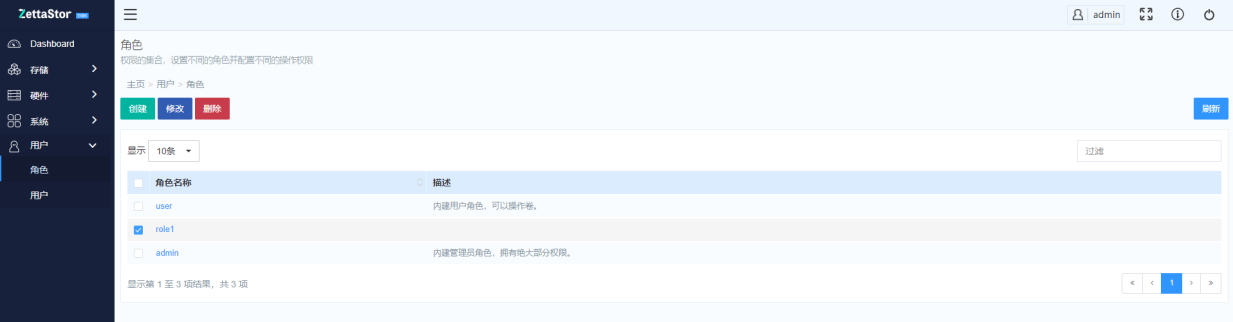 ZettaStor
admin
Dashboard
存储
硬件
系统
用户
角色
用户
角色
权限的集合，设置不同的角色并配置不同的操作权限
主页 > 用户 > 角色
创建 修改 删除 刷新
显示 10条 过滤
角色名称 描述
user 内建用户角色，可以操作卷。
role1
admin 内建管理员角色，拥有绝大部分权限。
显示第 1 至 3 项结果，共 3 项
« ‹ 1 › »